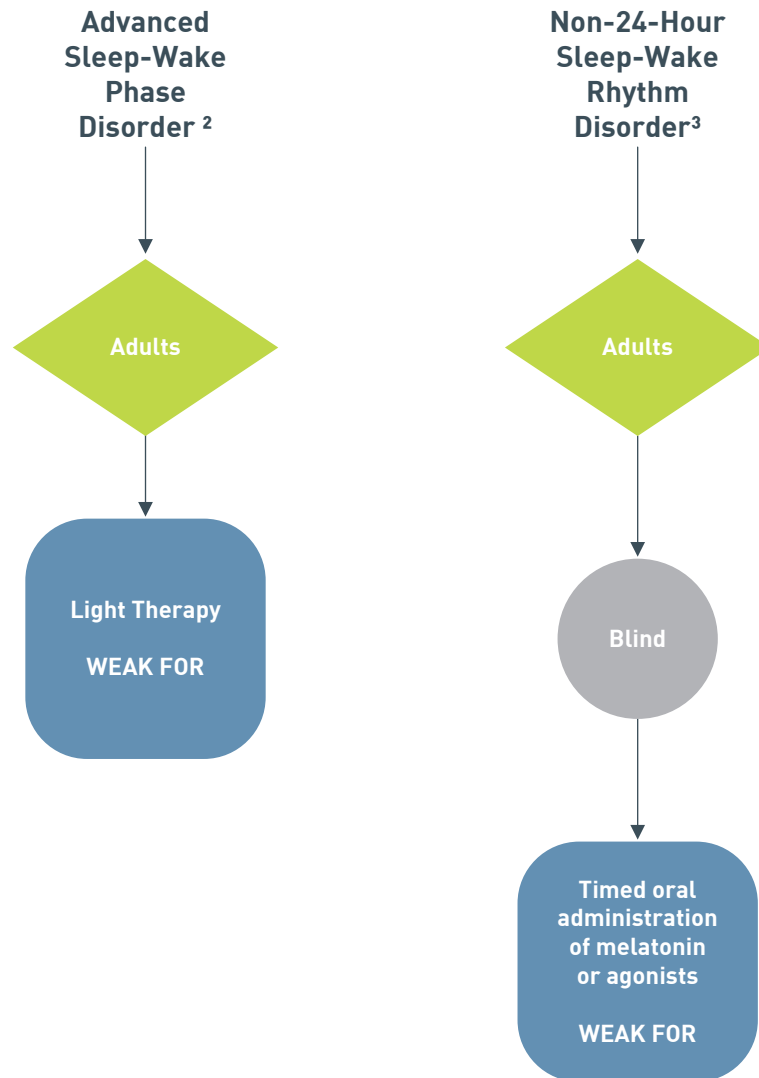 Advanced
Sleep-Wake
Phase
Disorder ²
Adults
Light Therapy
WEAK FOR
Non-24-Hour
Sleep-Wake
Rhythm
Disorder³
Adults
Blind
Timed oral
administration
of melatonin
or agonists
WEAK FOR